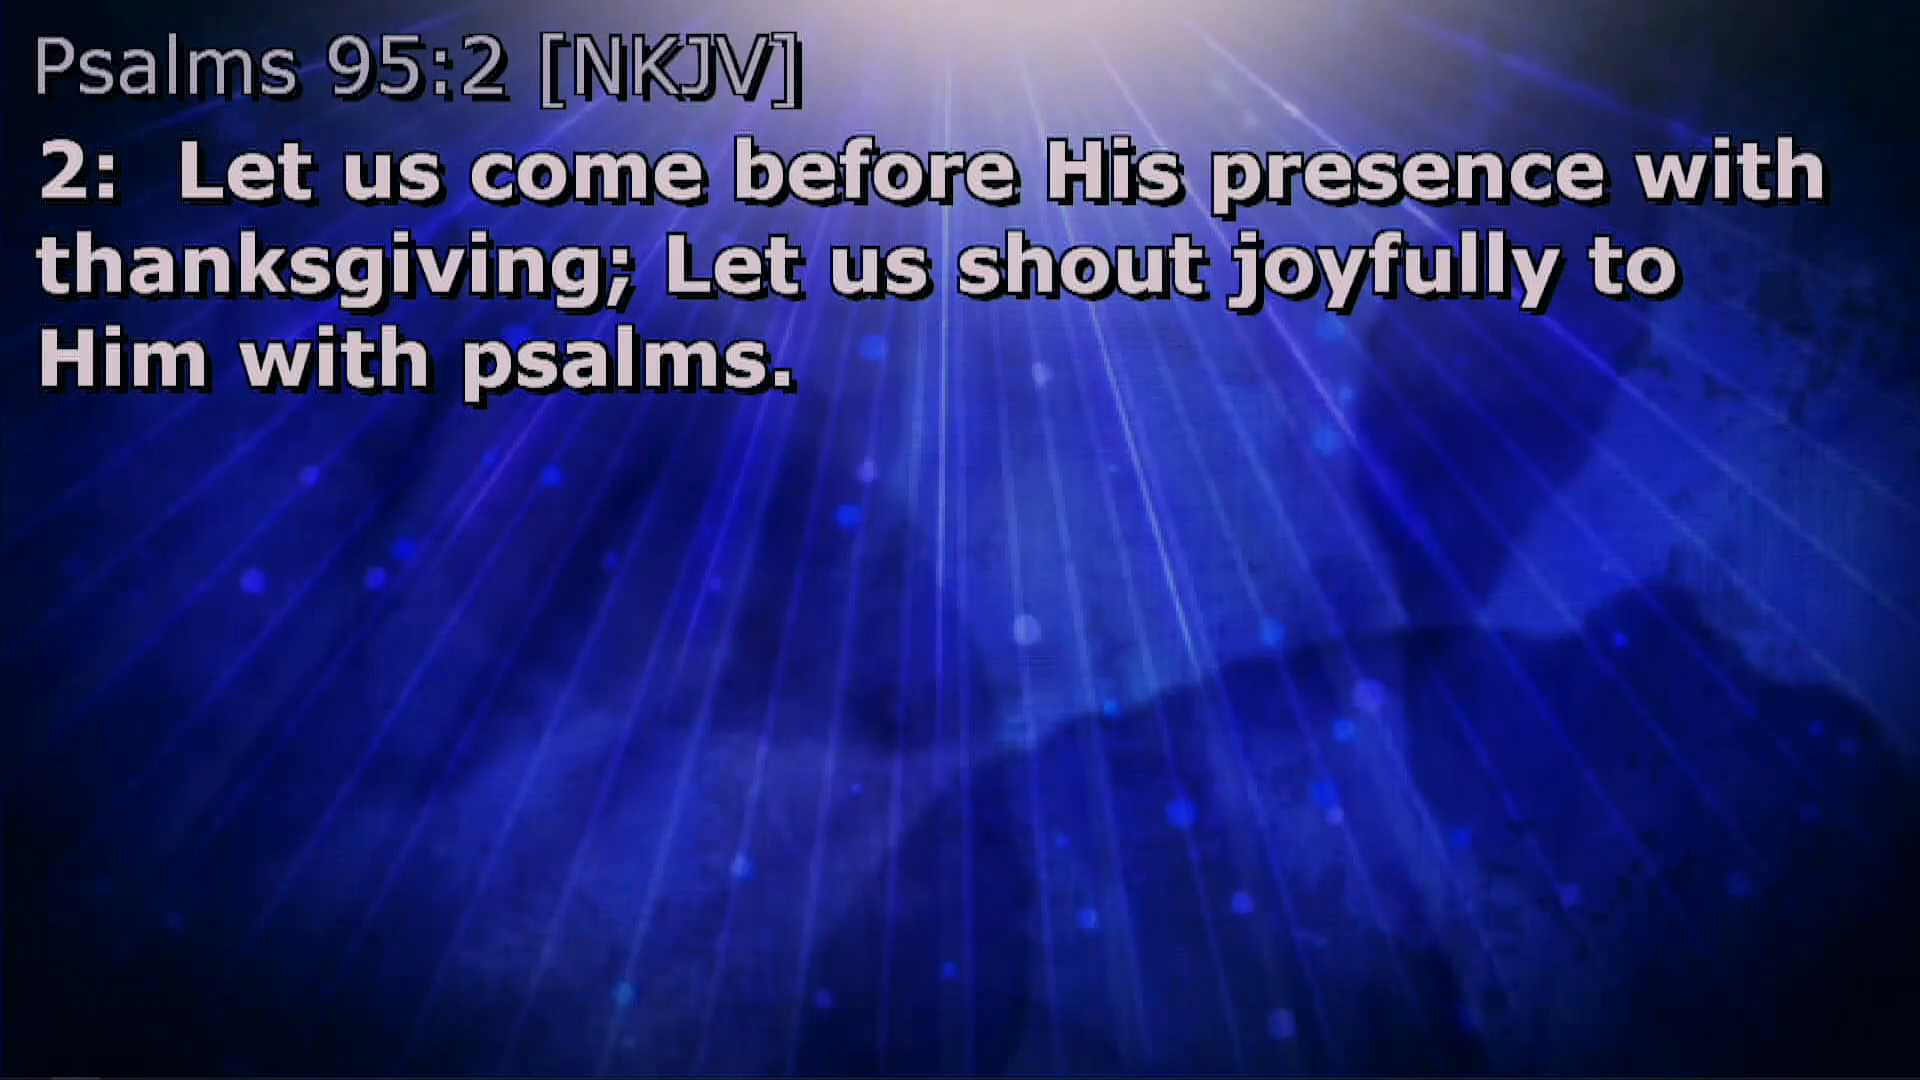 Psalms 95:2 [NKJV]
2:  Let us come before His presence with
thanksgiving; Let us shout joyfully to
Him with psalms.